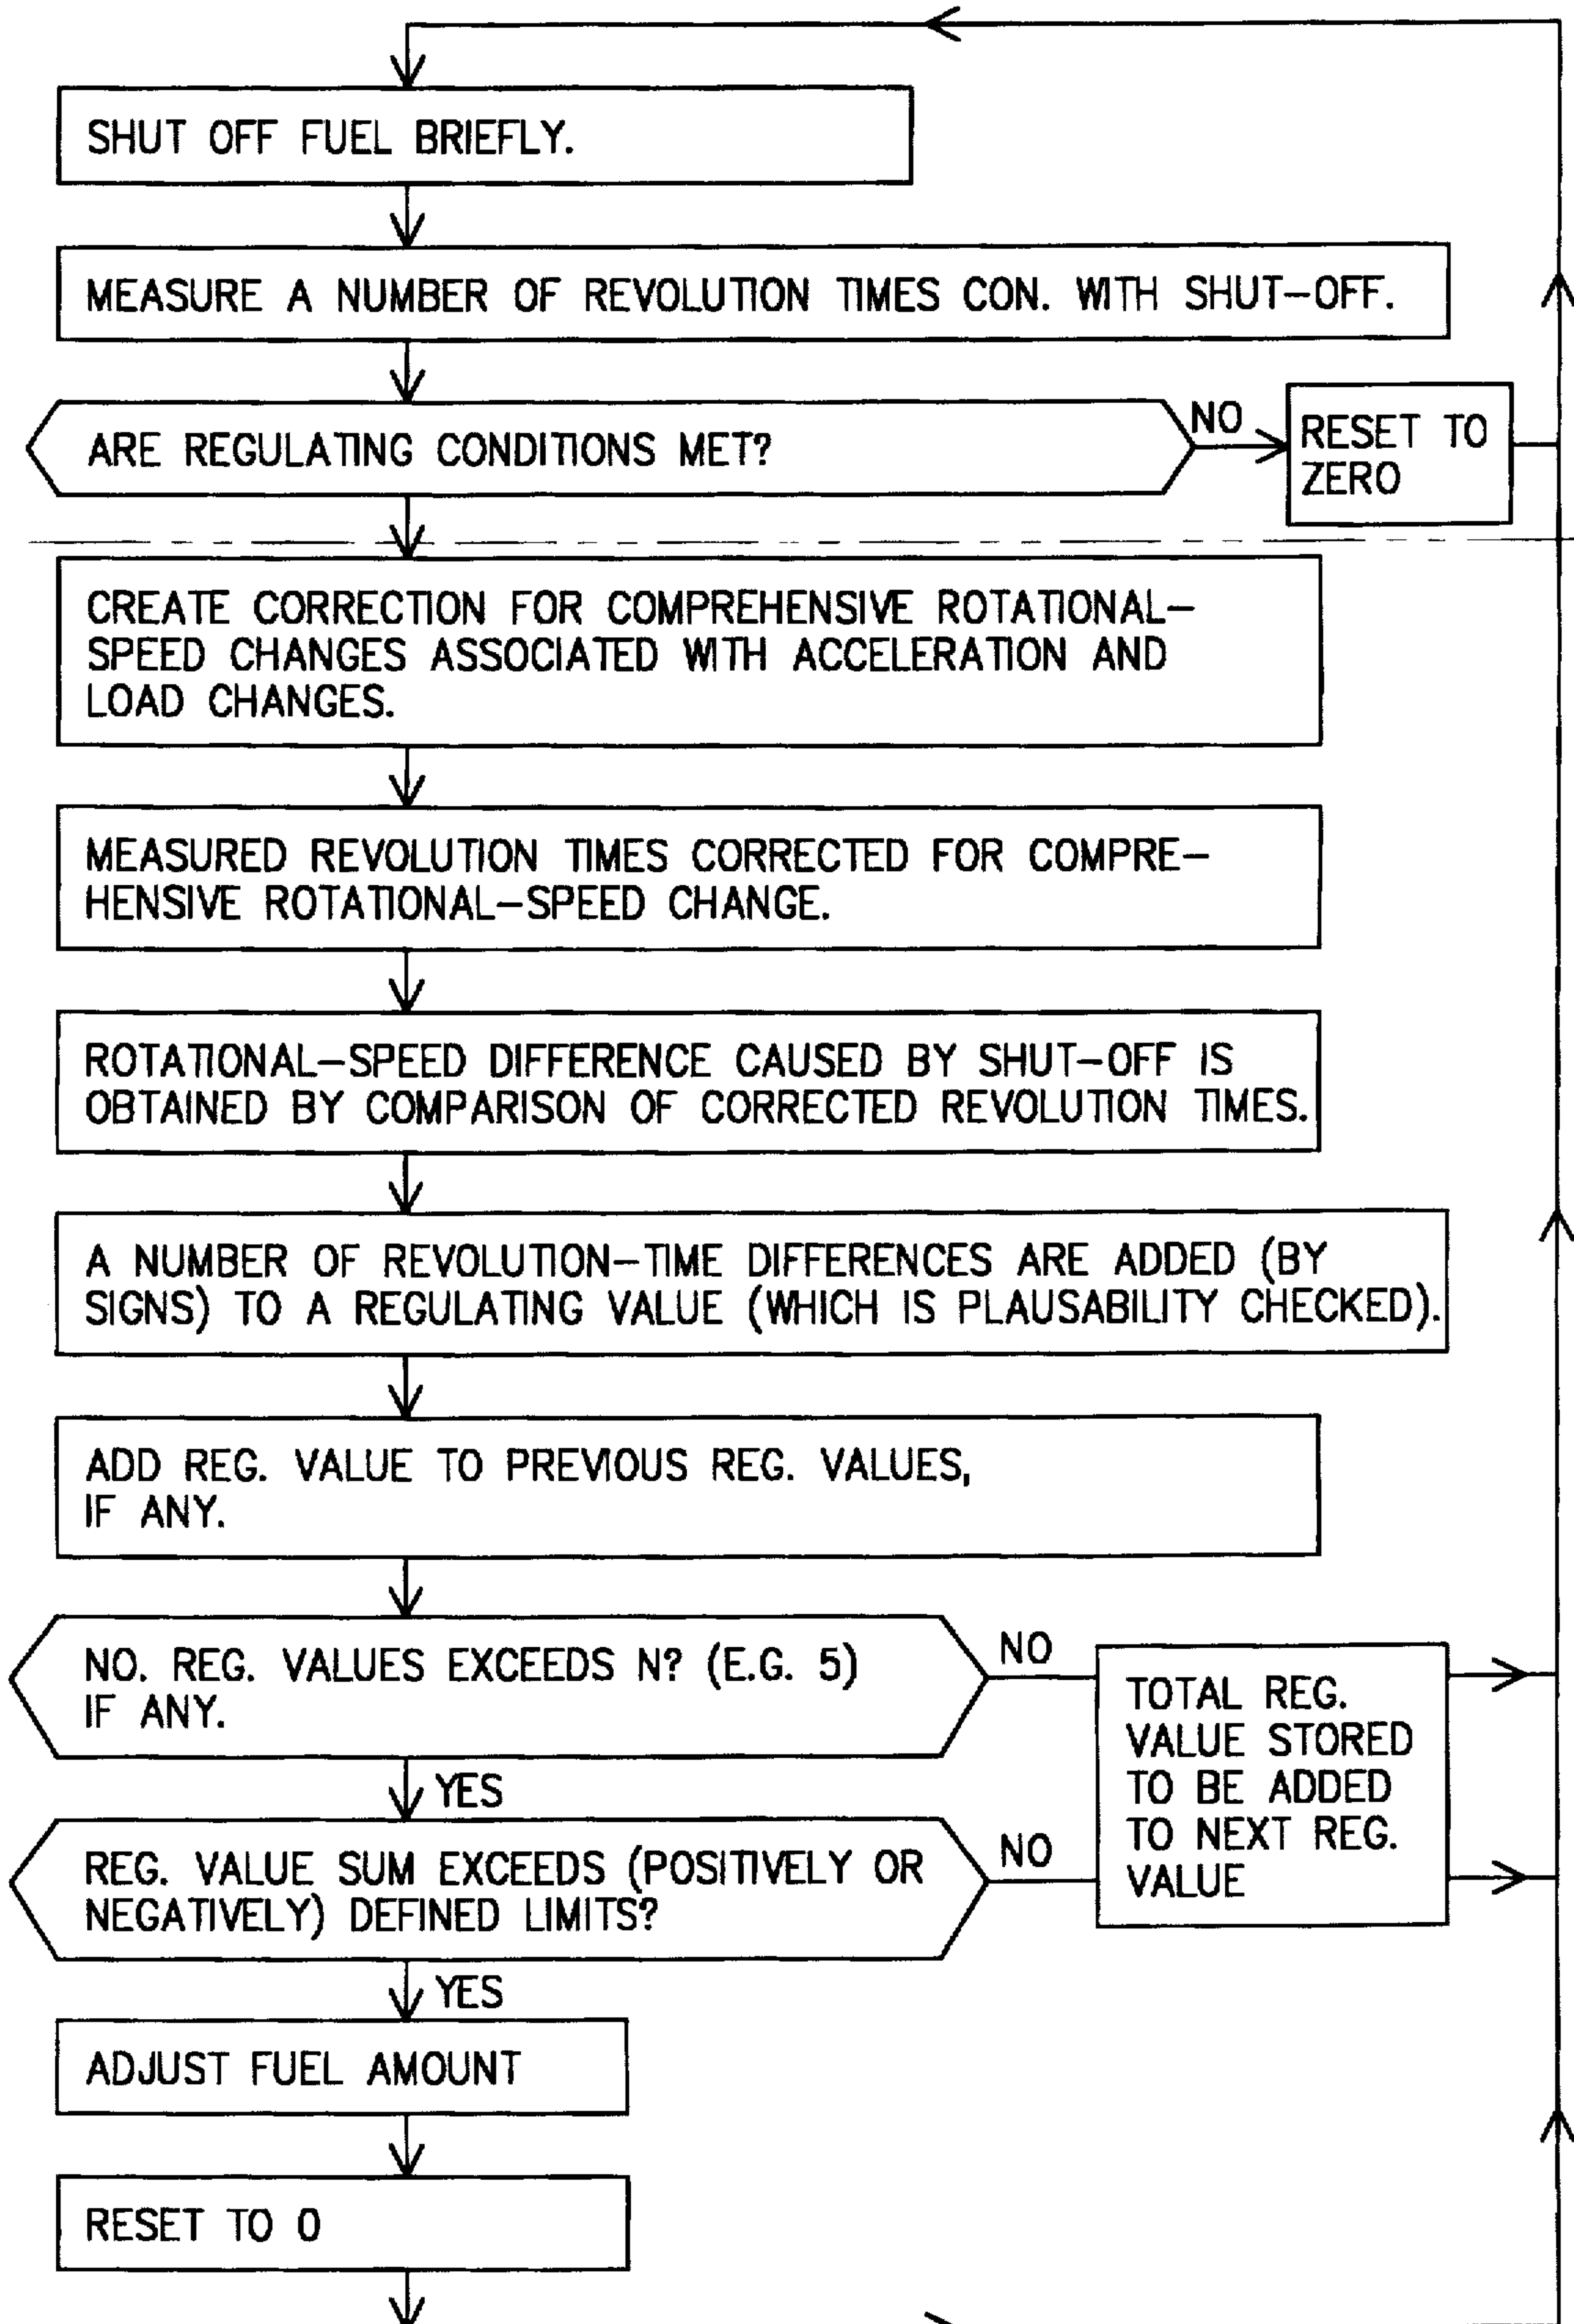 SHUT OFF FUEL BRIEFLY.
MEASURE A NUMBER OF REVOLUTION TIMES CON. WITH SHUT-OFF.
ARE REGULATING CONDITIONS MET?
NO
RESET TO
ZERO
CREATE CORRECTION FOR COMPREHENSIVE ROTATIONAL-
SPEED CHANGES ASSOCIATED WITH ACCELERATION AND
LOAD CHANGES.
MEASURED REVOLUTION TIMES CORRECTED FOR COMPRE-
HENSIVE ROTATIONAL-SPEED CHANGE.
ROTATIONAL-SPEED DIFFERENCE CAUSED BY SHUT-OFF IS
OBTAINED BY COMPARISON OF CORRECTED REVOLUTION TIMES.
A NUMBER OF REVOLUTION-TIME DIFFERENCES ARE ADDED (BY
SIGNS) TO A REGULATING VALUE (WHICH IS PLAUSABILITY CHECKED).
ADD REG. VALUE TO PREVIOUS REG. VALUES,
IF ANY.
NO. REG. VALUES EXCEEDS N? (E.G. 5)
IF ANY.
NO
YES
REG. VALUE SUM EXCEEDS (POSITIVELY OR
NEGATIVELY) DEFINED LIMITS?
NO
TOTAL REG.
VALUE STORED
TO BE ADDED
TO NEXT REG.
VALUE
YES
ADJUST FUEL AMOUNT
RESET TO 0